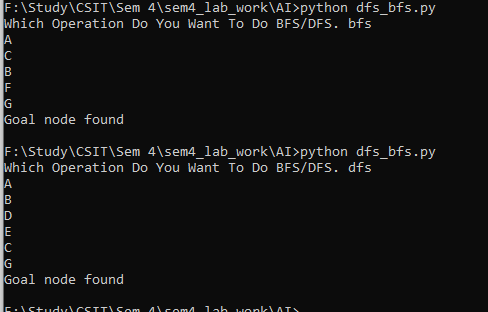 F:\Study\CSIT\Sem 4\sem4_lab_work\AI>python dfs_bfs.py
Which Operation Do You Want To Do BFS/DFS. bfs
A
C
B
F
G
Goal node found
F:\Study\CSIT\Sem 4\sem4_lab_work\AI>python dfs_bfs.py
Which Operation Do You Want To Do BFS/DFS. dfs
A
B
D
E
C
G
Goal node found
F:\Study\CSIT\Sem 4\sem4_lab_work\AI>